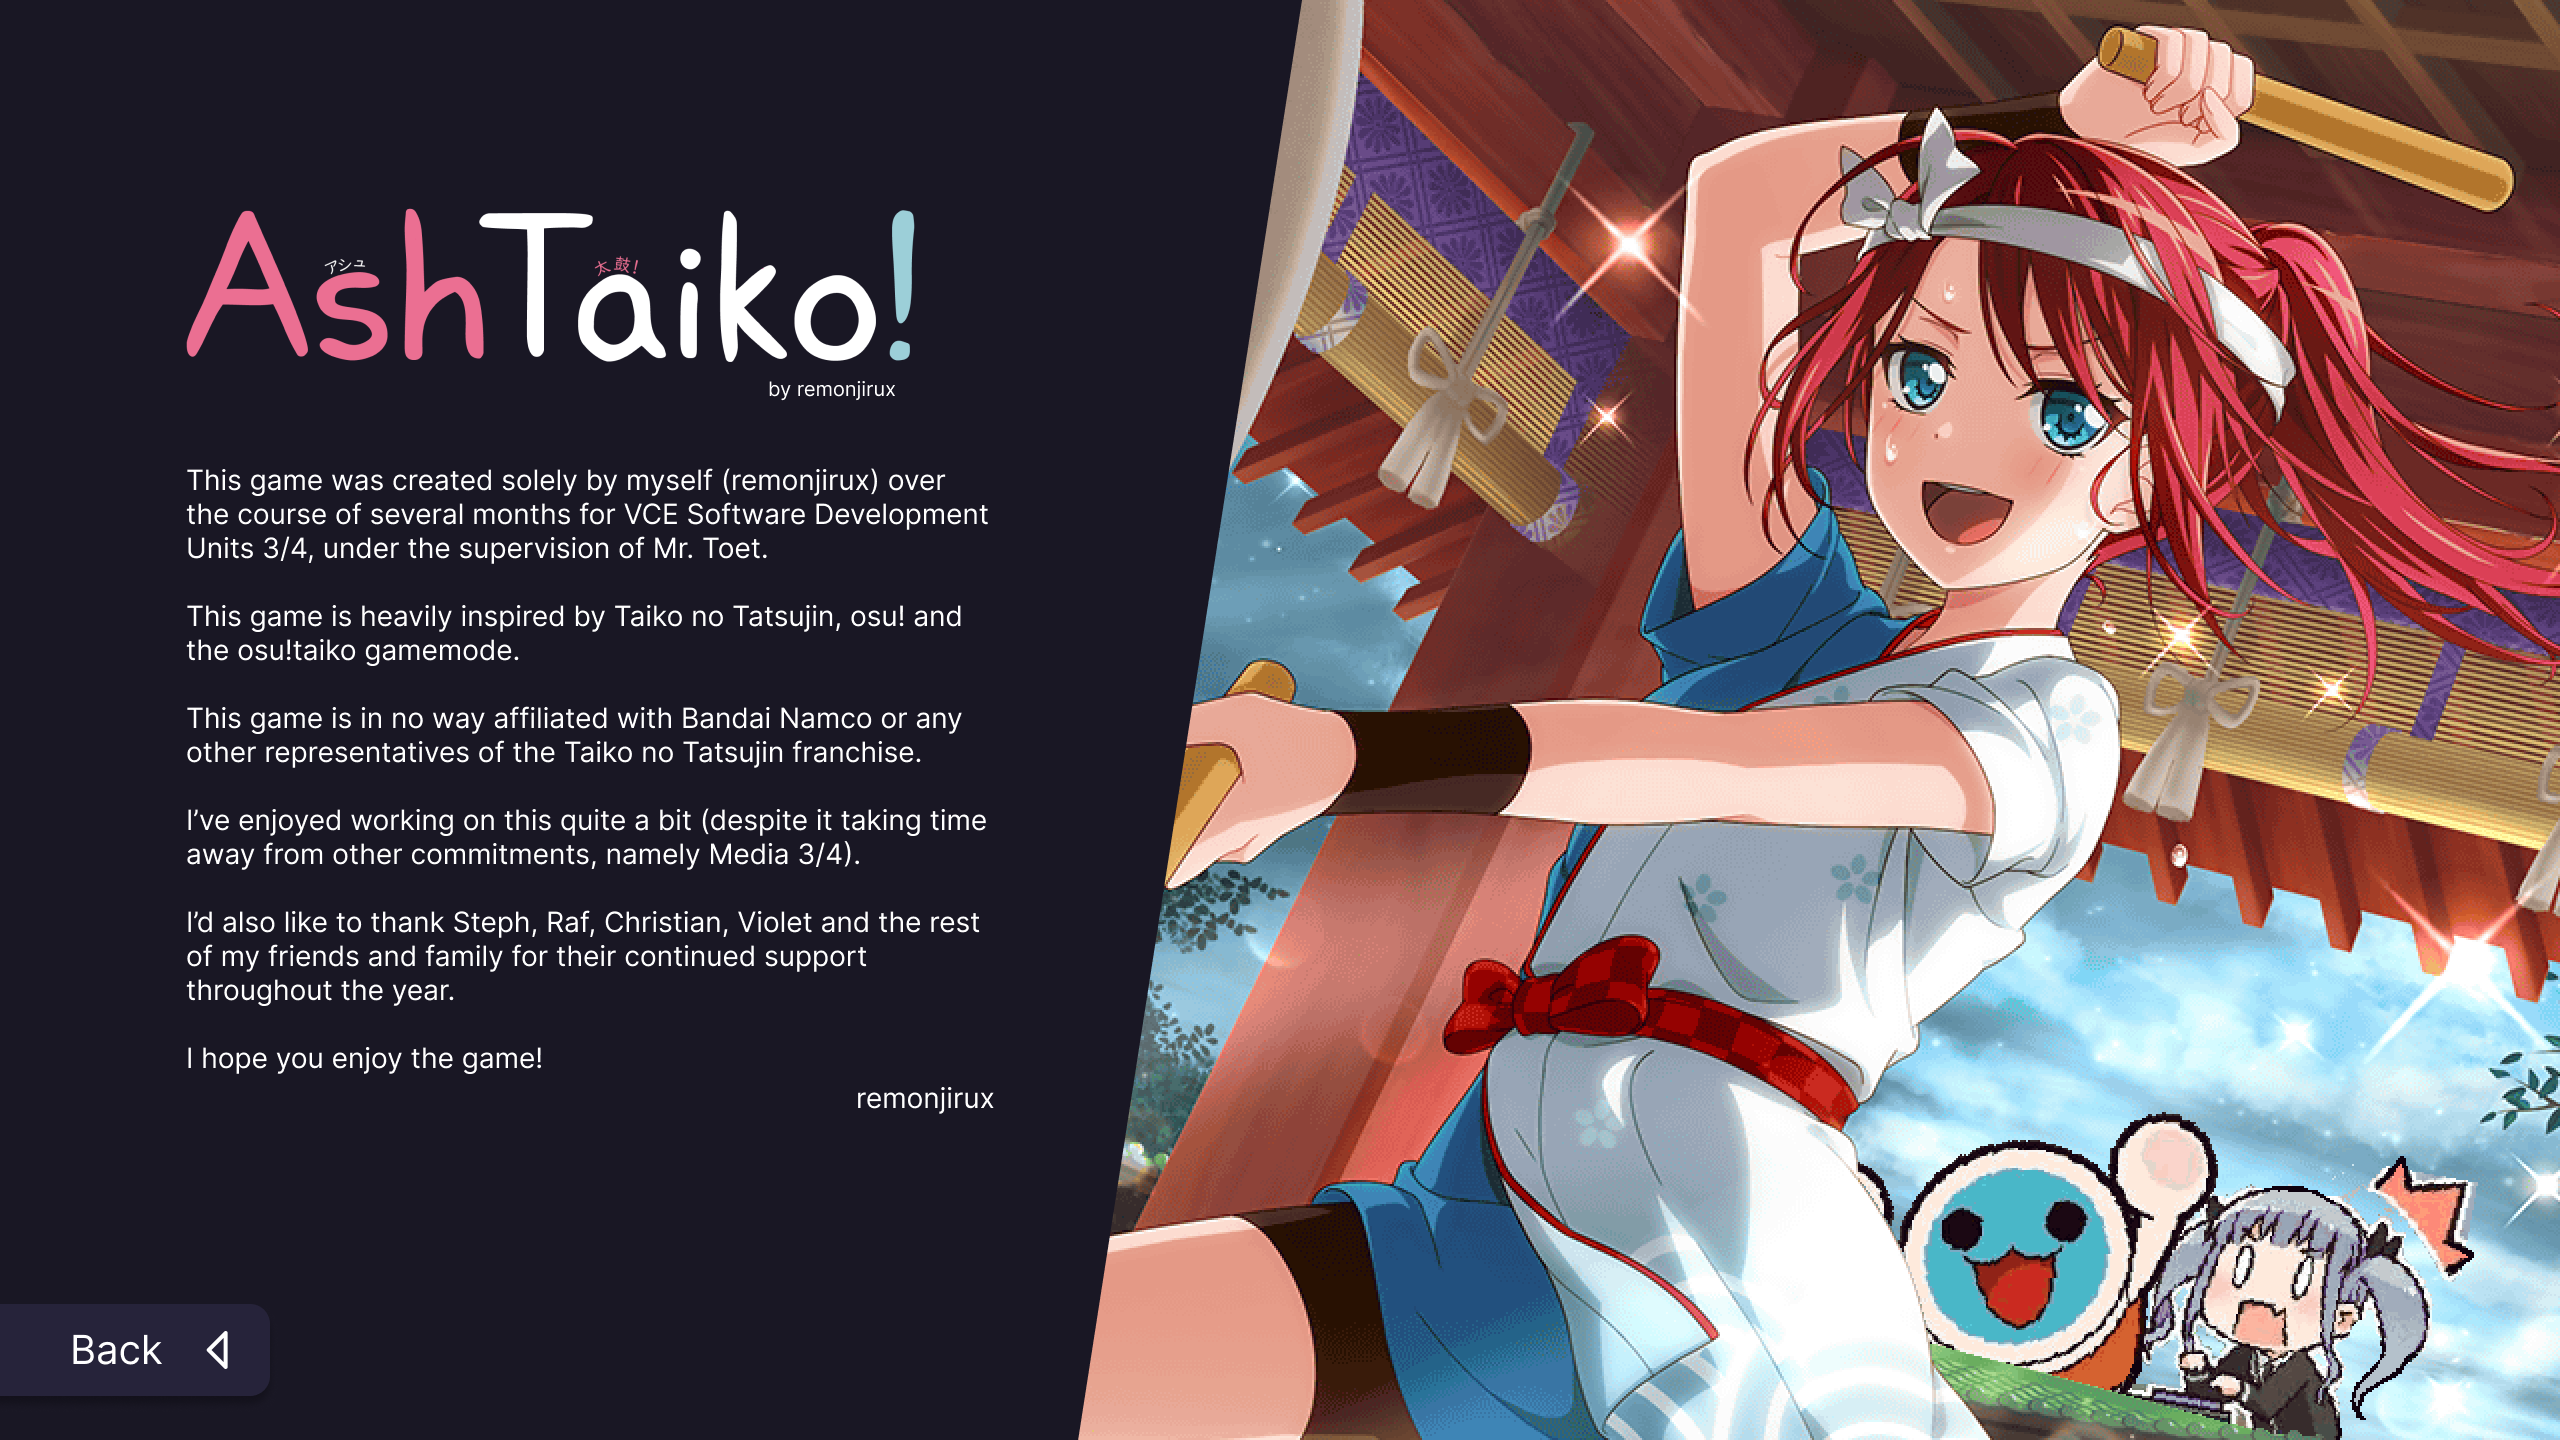 アシュ 太鼓!
AshTaiko!
by remonjirux
This game was created solely by myself (remonjirux) over
the course of several months for VCE Software Development
Units 3/4, under the supervision of Mr. Toet.
This game is heavily inspired by Taiko no Tatsujin, osu! and
the osu!taiko gamemode.
This game is in no way affiliated with Bandai Namco or any
other representatives of the Taiko no Tatsujin franchise.
I’ve enjoyed working on this quite a bit (despite it taking time
away from other commitments, namely Media 3/4).
I’d also like to thank Steph, Raf, Christian, Violet and the rest
of my friends and family for their continued support
throughout the year.
I hope you enjoy the game!
remonjirux
Back